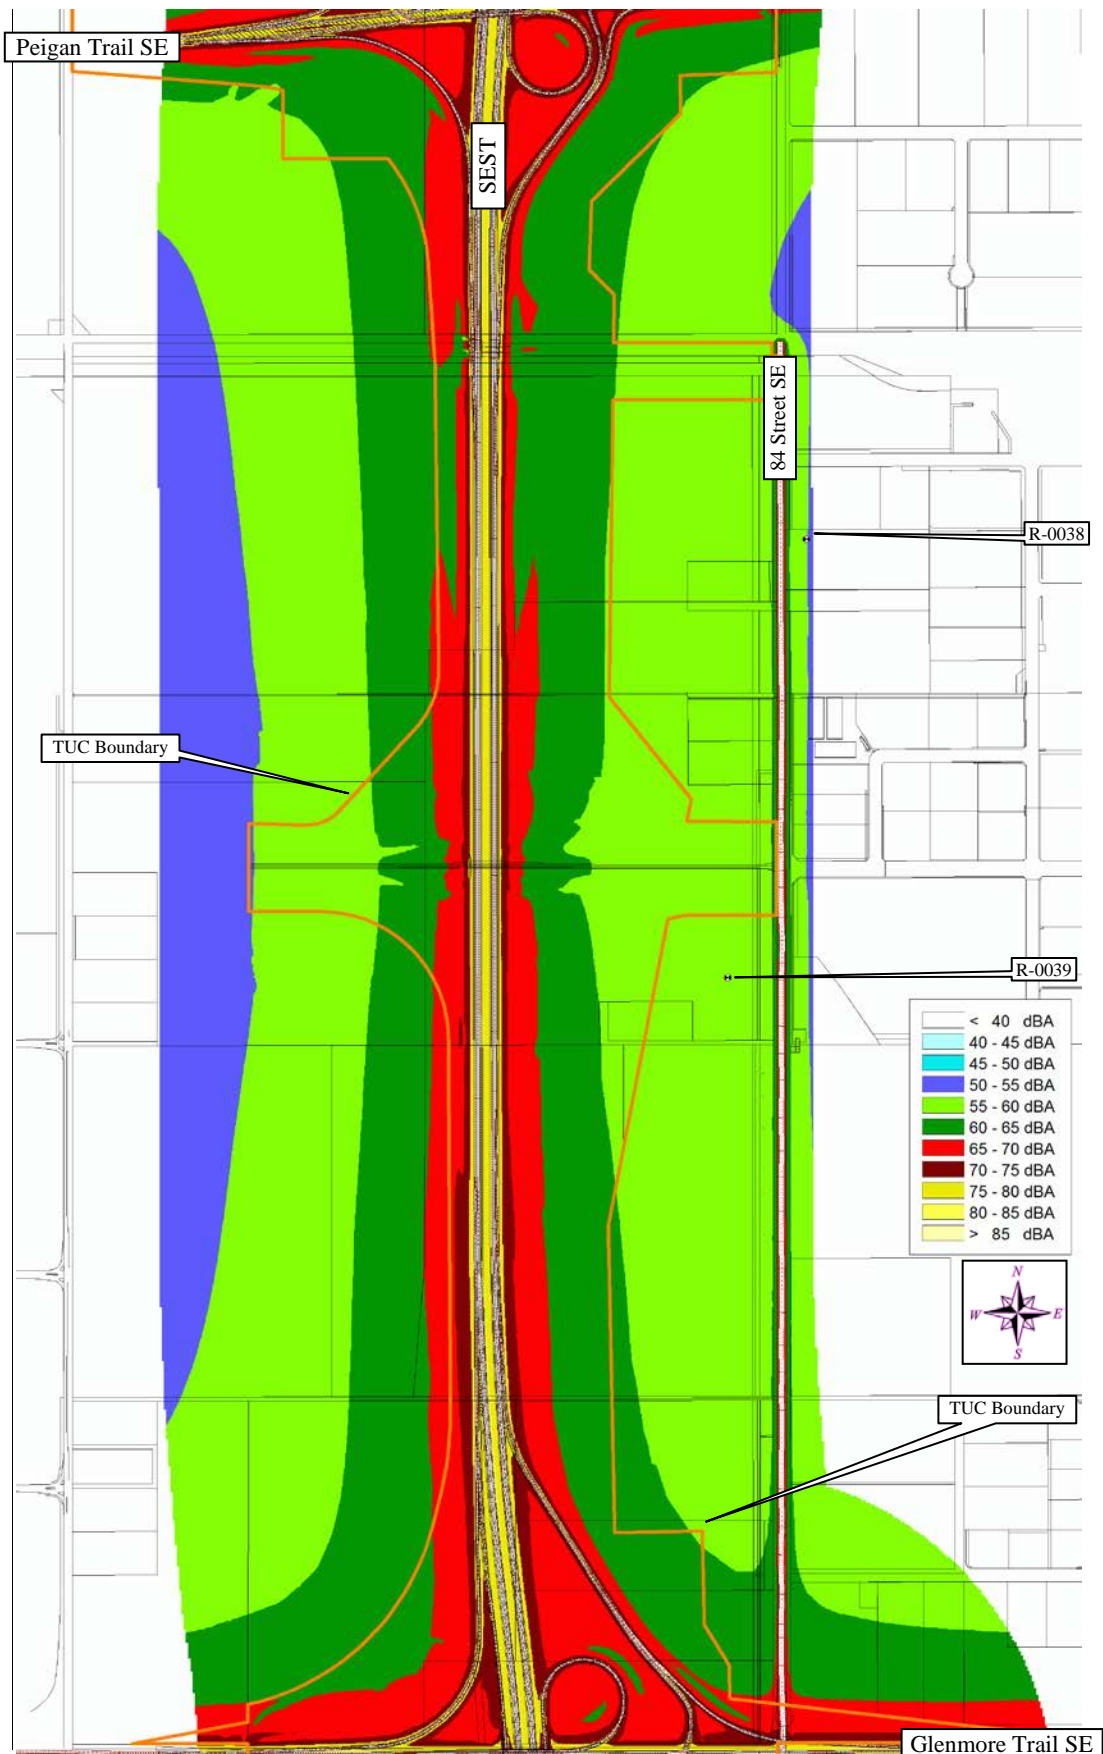 Peigan Trail SE
SEST
84 Street SE
R-0038
TUC Boundary
R-0039
< 40 dBA
40 - 45 dBA
45 - 50 dBA
50 - 55 dBA
55 - 60 dBA
60 - 65 dBA
65 - 70 dBA
70 - 75 dBA
75 - 80 dBA
80 - 85 dBA
> 85 dBA
N
W E
S
TUC Boundary
Glenmore Trail SE